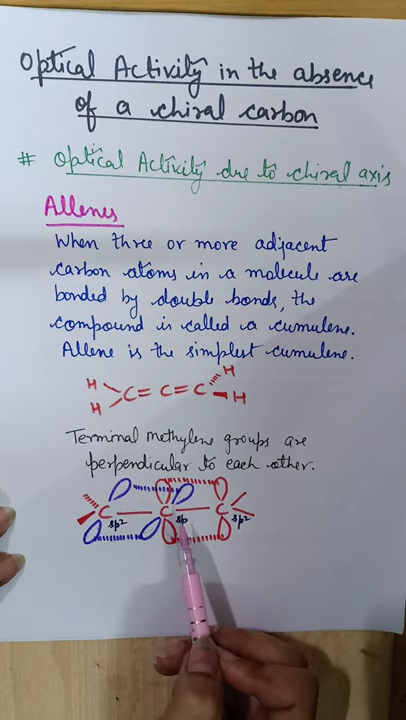 Optical Activity in the absence
of a chiral carbon
# Optical Activity due to chiral axis
Allenes
When three or more adjacent
carbon atoms in a molecule are
bonded by double bonds, the
compound is called a cumulene.
Allene is the simplest cumulene.
H H
C=C=C
H H
Terminal Methylene groups are
perpendicular to each other.
C C C
sp2 sp sp2